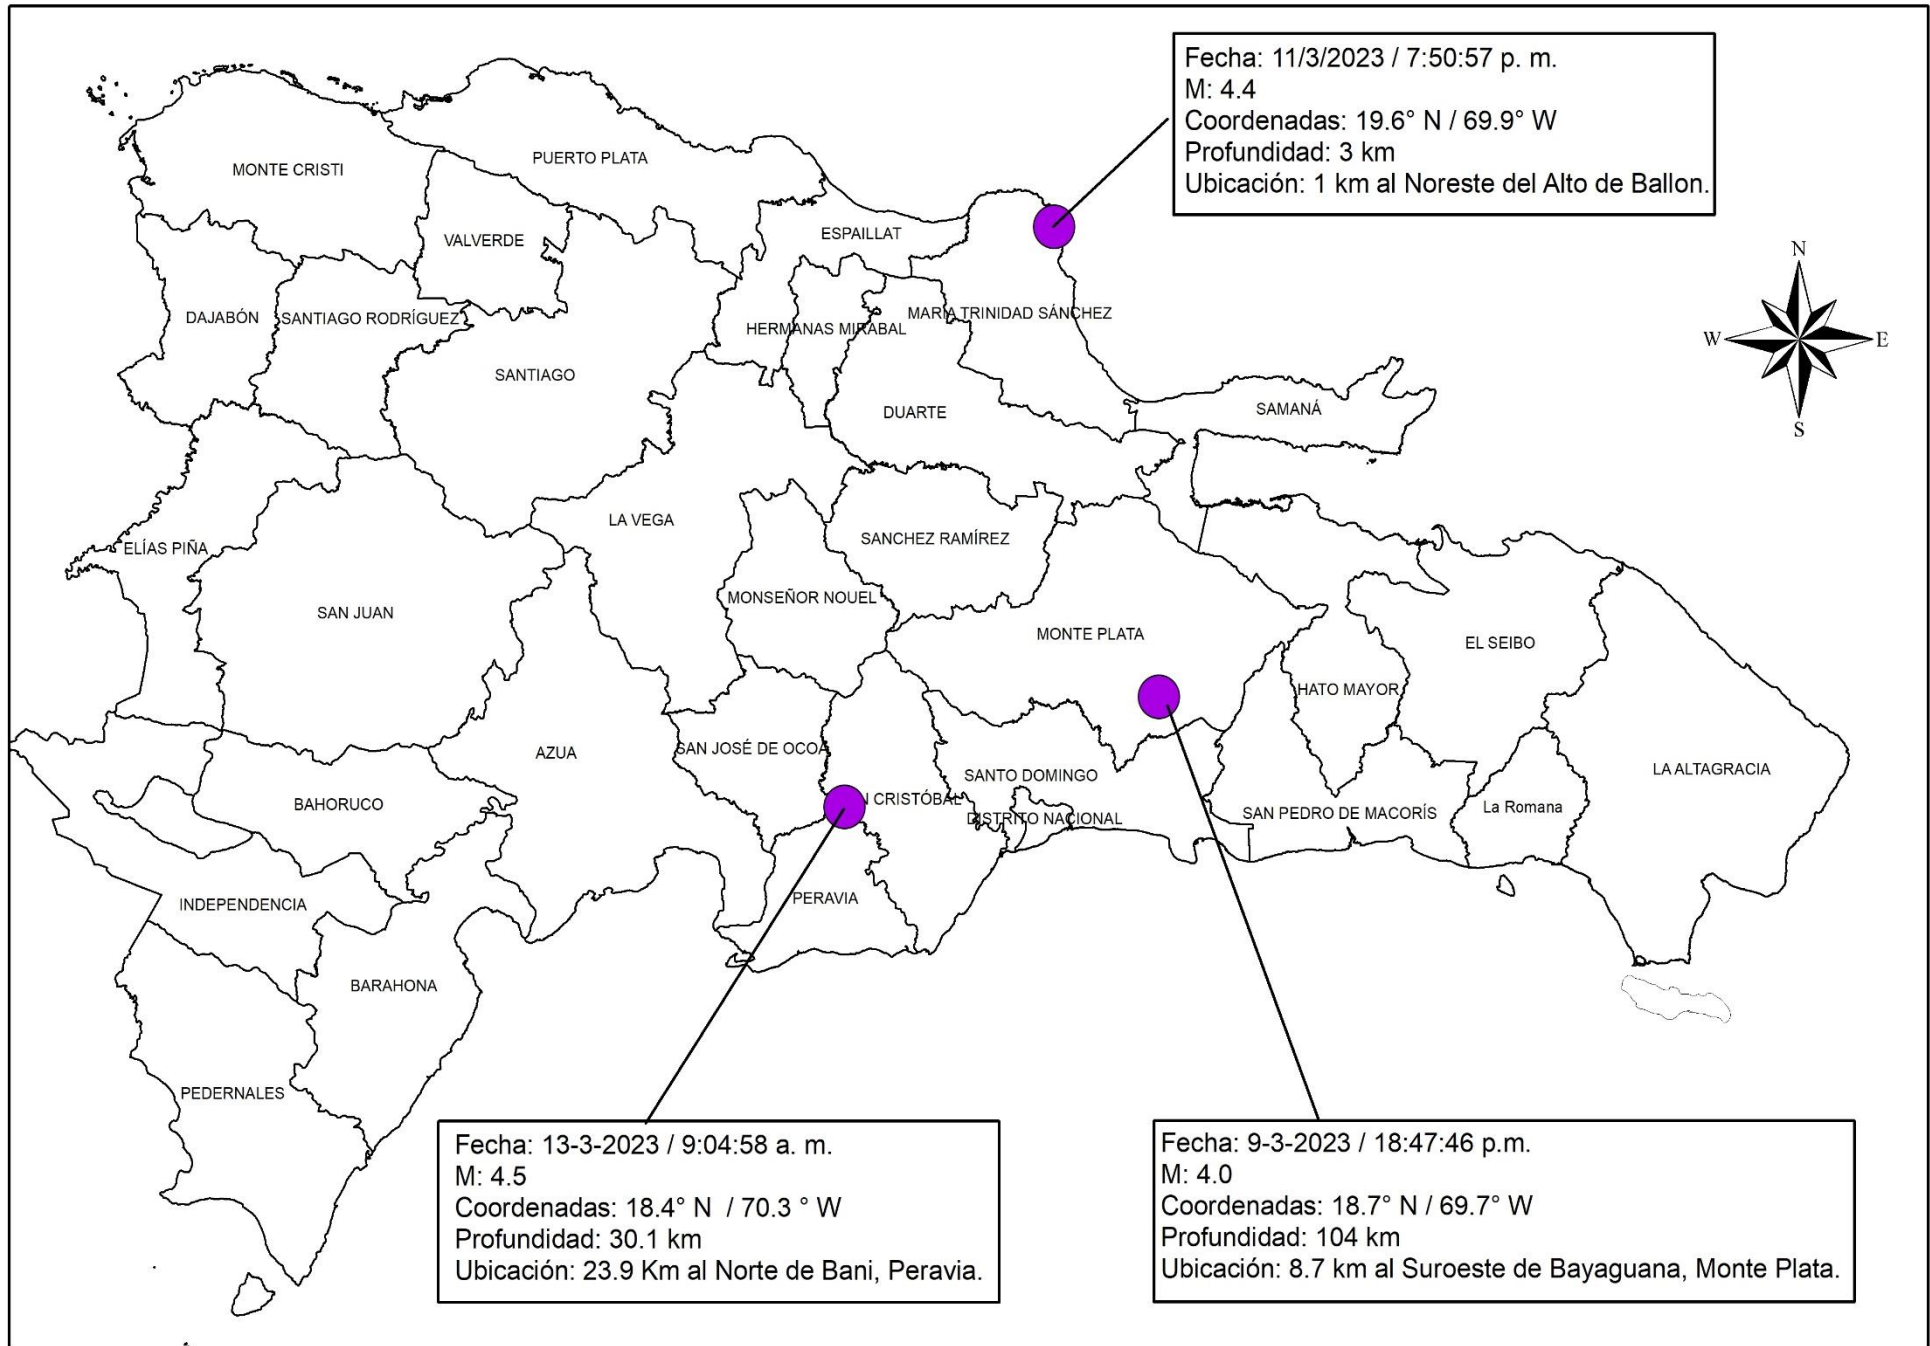 Fecha: 11/3/2023 / 7:50:57 p. m.
M: 4.4
Coordenadas: 19.6° N / 69.9° W
Profundidad: 3 km
Ubicación: 1 km al Noreste del Alto de Ballon.
MONTE CRISTI
PUERTO PLATA
VALVERDE
ESPAILLAT
N
W
E
S
DAJABÓN
SANTIAGO RODRÍGUEZ
HERMANAS MIRABAL
MARIA TRINIDAD SÁNCHEZ
SANTIAGO
DUARTE
SAMANÁ
ELÍAS PIÑA
LA VEGA
SANCHEZ RAMÍREZ
SAN JUAN
MONSEÑOR NOUEL
MONTE PLATA
EL SEIBO
HATO MAYOR
AZUA
SAN JOSÉ DE OCOA
SANTO DOMINGO
LA ALTAGRACIA
BAHORUCO
CRISTÓBAL
DISTRITO NACIONAL
SAN PEDRO DE MACORÍS
La Romana
INDEPENDENCIA
PERAVIA
BARAHONA
PEDERNALES
Fecha: 13-3-2023 / 9:04:58 a. m.
M: 4.5
Coordenadas: 18.4° N / 70.3 ° W
Profundidad: 30.1 km
Ubicación: 23.9 Km al Norte de Bani, Peravia.
Fecha: 9-3-2023 / 18:47:46 p.m.
M: 4.0
Coordenadas: 18.7° N / 69.7° W
Profundidad: 104 km
Ubicación: 8.7 km al Suroeste de Bayaguana, Monte Plata.